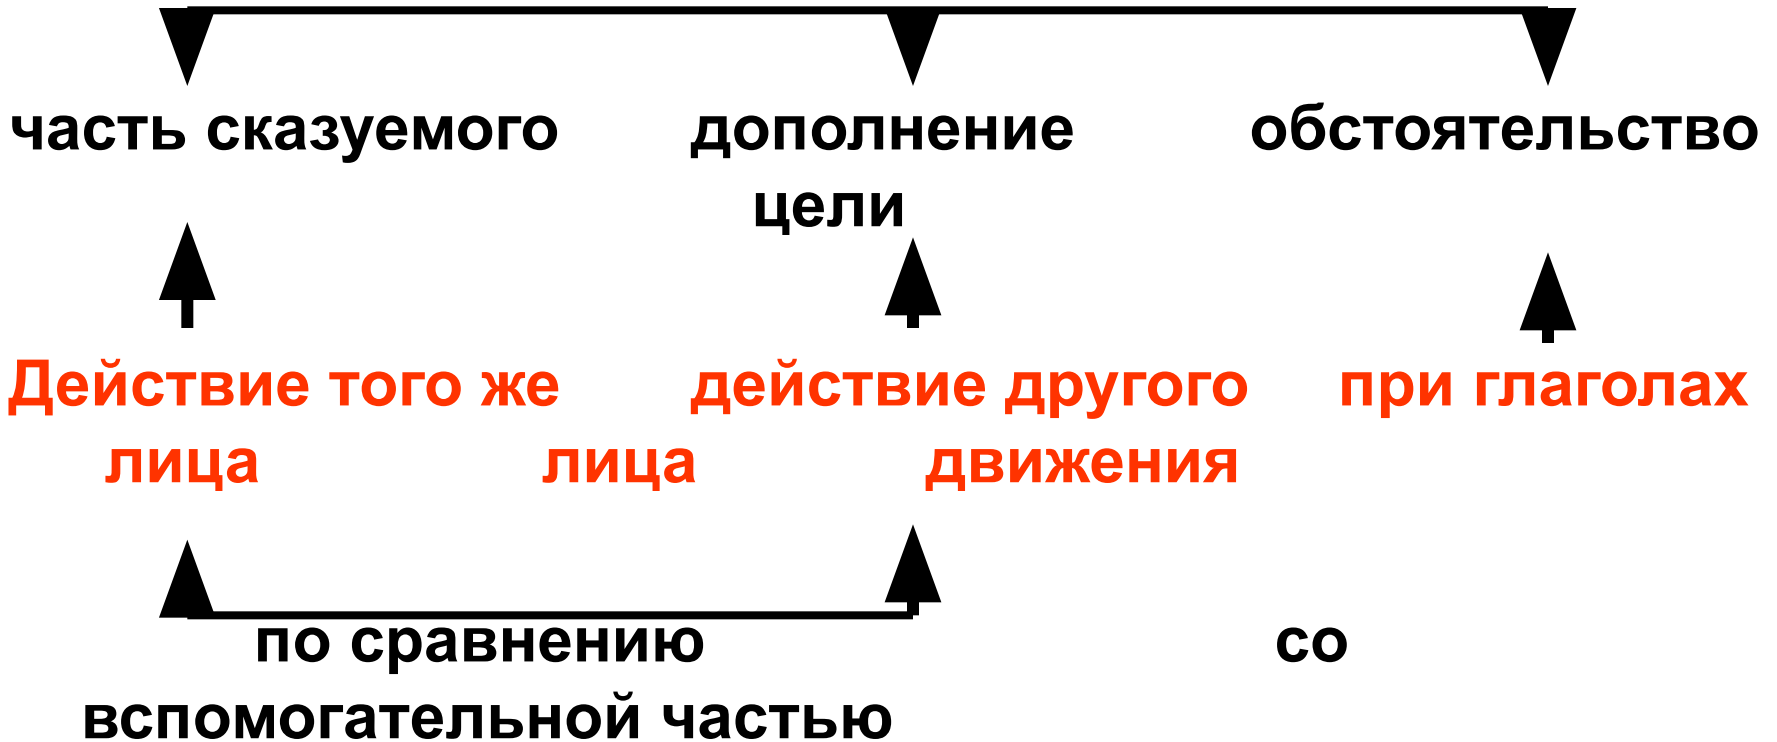 часть сказуемого дополнение обстоятельство
цели
Действие того же действие другого при глаголах
лица лица движения
по сравнению со
вспомогательной частью